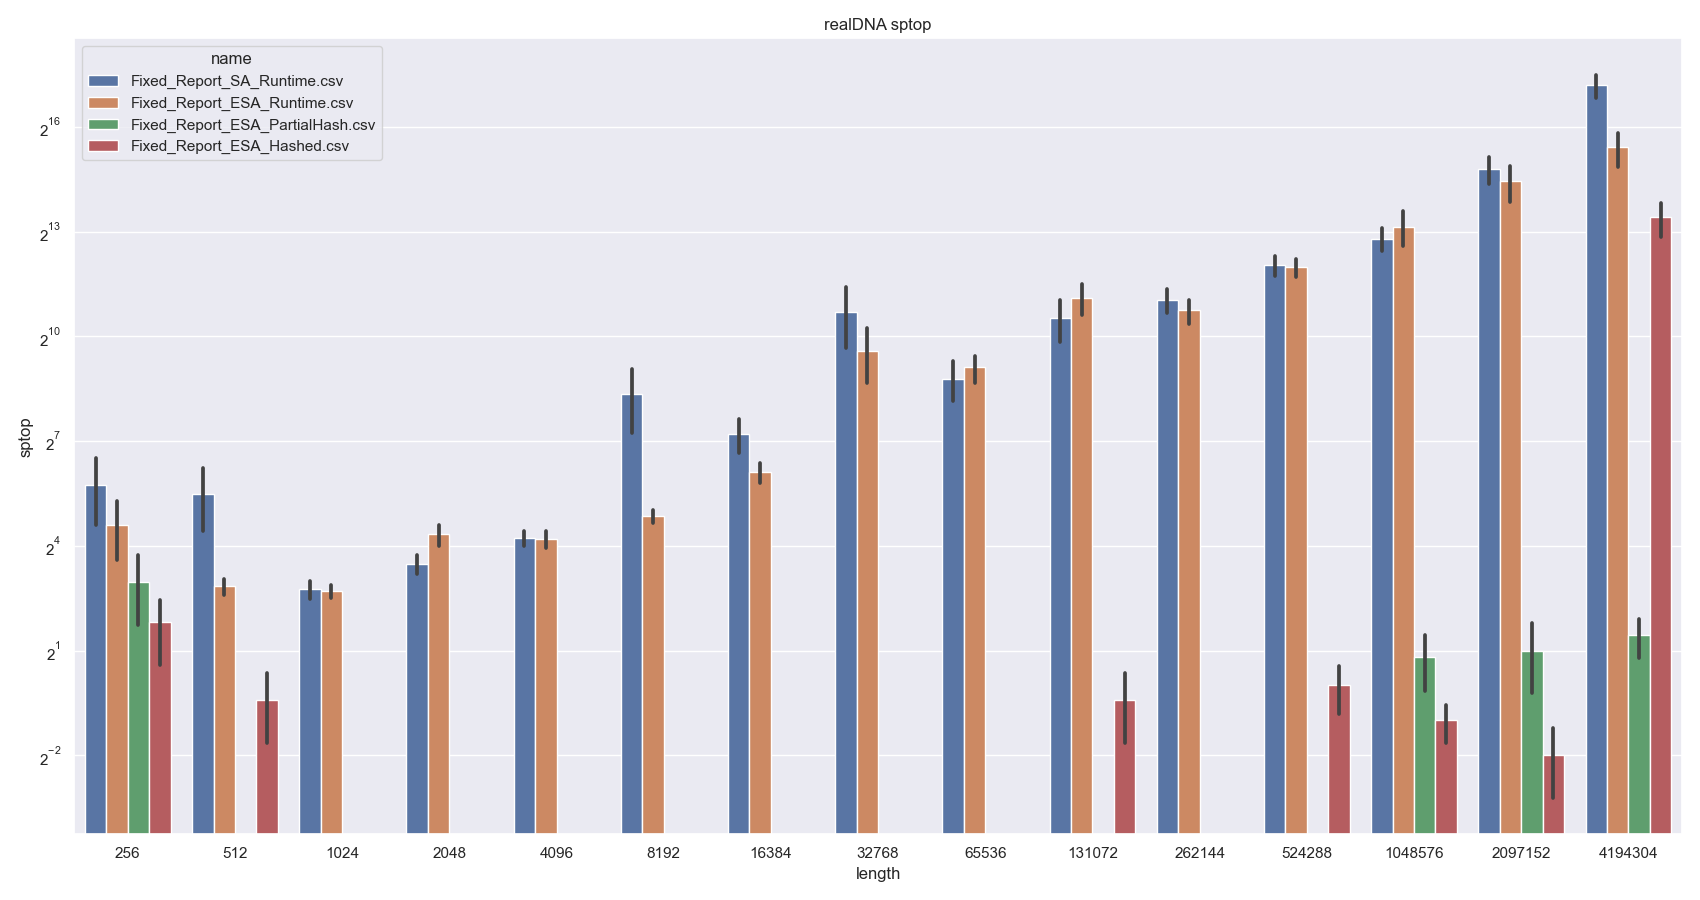 realDNA sptop
name
Fixed_Report_SA_Runtime.csv
Fixed_Report_ESA_Runtime.csv
Fixed_Report_ESA_PartialHash.csv
Fixed_Report_ESA_Hashed.csv
2^16
2^13
2^10
2^7
2^4
2^1
2^−2
sptop
256 512 1024 2048 4096 8192 16384 32768 65536 131072 262144 524288 1048576 2097152 4194304
length